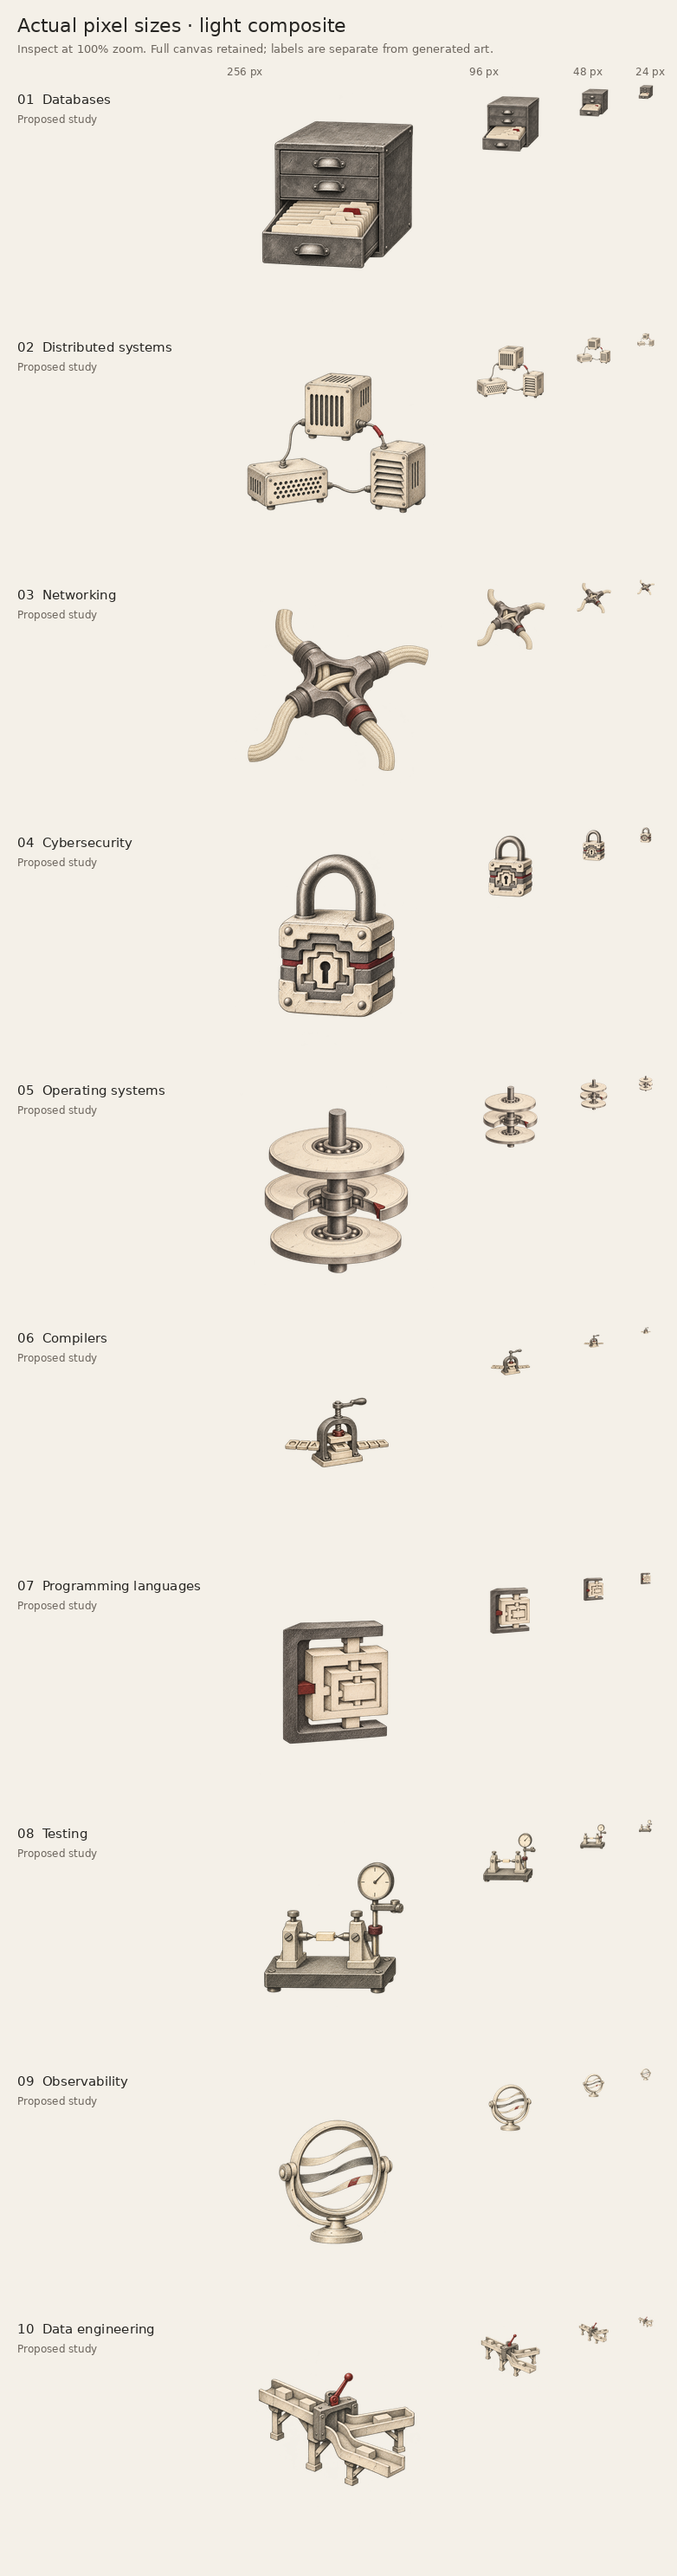 Actual pixel sizes · light composite
Inspect at 100% zoom. Full canvas retained; labels are separate from generated art.
256 px
96 px
48 px
24 px
01 Databases
Proposed study
02 Distributed systems
Proposed study
03 Networking
Proposed study
04 Cybersecurity
Proposed study
05 Operating systems
Proposed study
06 Compilers
Proposed study
07 Programming languages
Proposed study
08 Testing
Proposed study
09 Observability
Proposed study
10 Data engineering
Proposed study